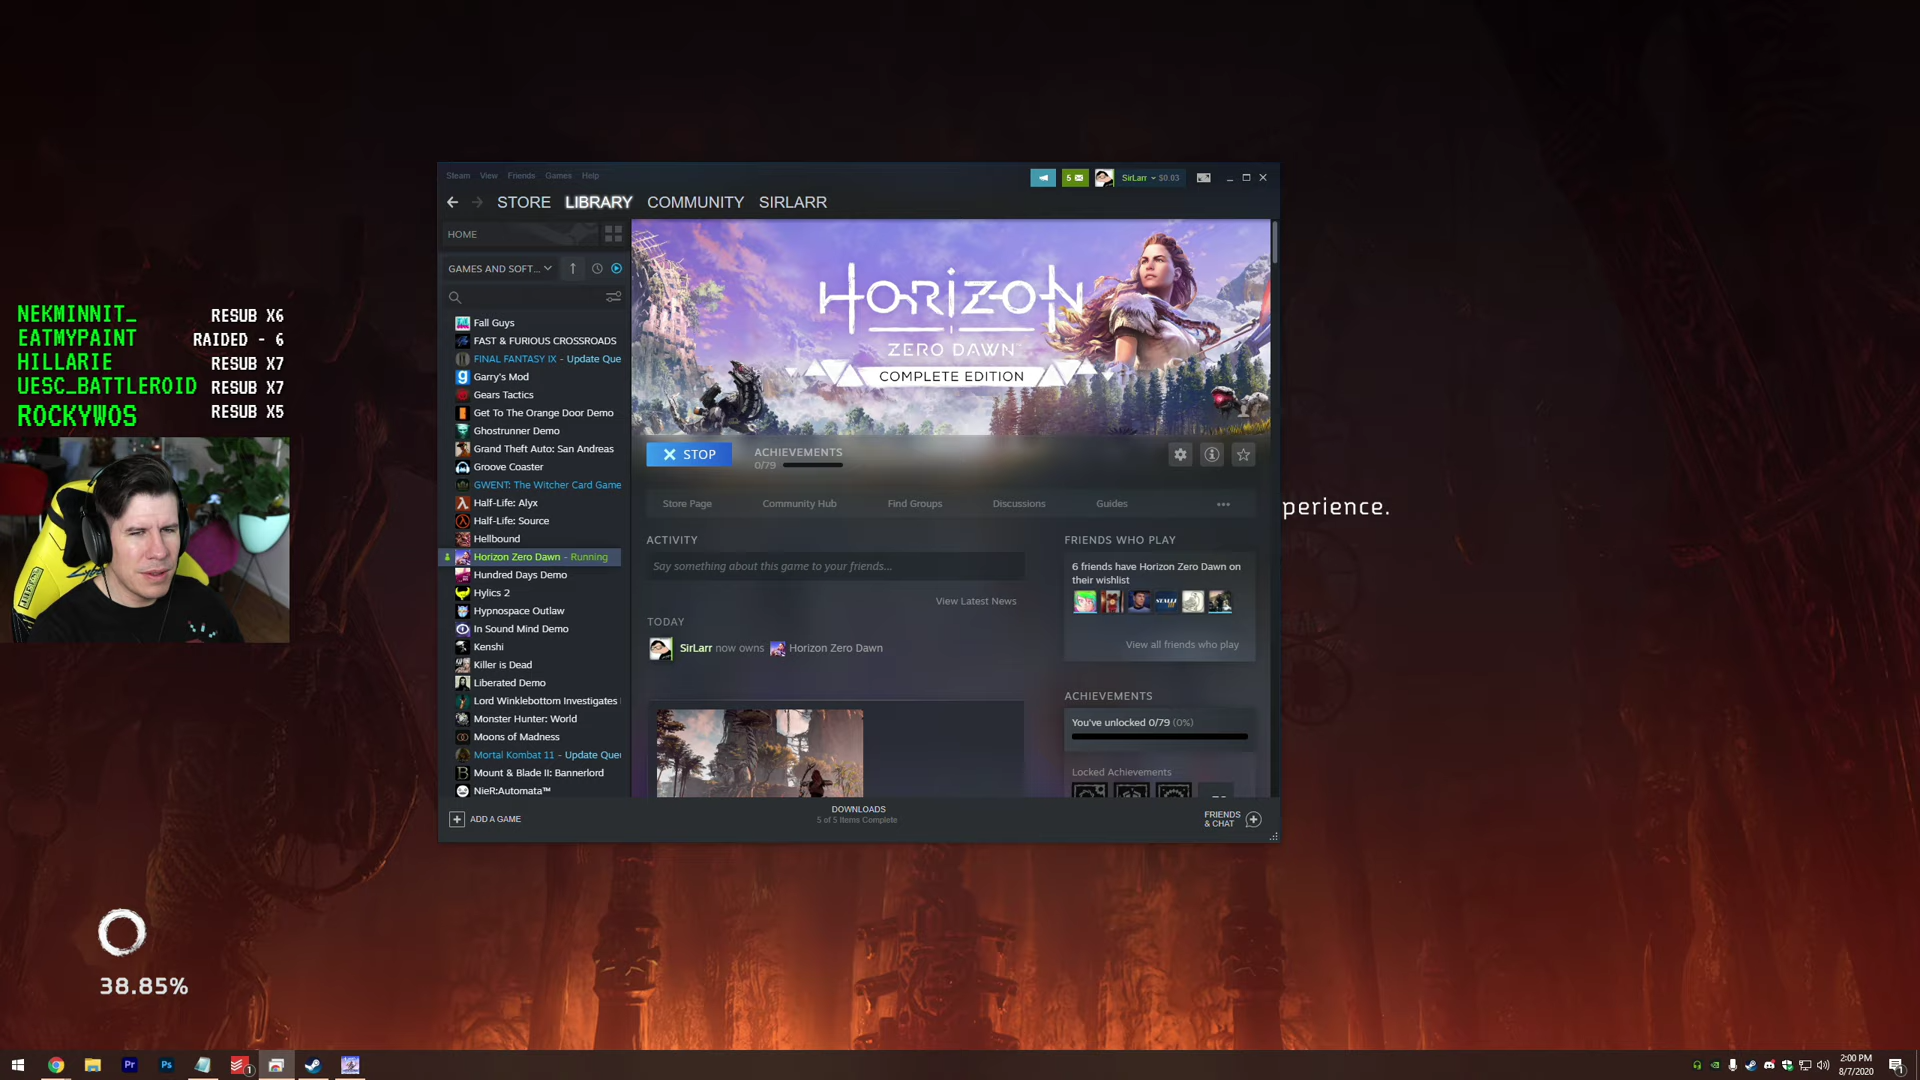 Steam View Friends Games Help
5 SirLarr $0.03
STORE LIBRARY COMMUNITY SIRLARR
HOME
GAMES AND SOFT...
Fall Guys
FAST & FURIOUS CROSSROADS
FINAL FANTASY IX - Update Que
Garry's Mod
Gears Tactics
Get To The Orange Door Demo
Ghostrunner Demo
Grand Theft Auto: San Andreas
Groove Coaster
GWENT: The Witcher Card Game
Half-Life: Alyx
Half-Life: Source
Hellbound
Horizon Zero Dawn - Running
Hundred Days Demo
Hylics 2
Hypnospace Outlaw
In Sound Mind Demo
Kenshi
Killer is Dead
Liberated Demo
Lord Winklebottom Investigates
Monster Hunter: World
Moons of Madness
Mortal Kombat 11 - Update Que
Mount & Blade II: Bannerlord
NieR:Automata™
ADD A GAME
HORIZON
ZERO DAWN
COMPLETE EDITION
STOP
ACHIEVEMENTS
0/79
Store Page Community Hub Find Groups Discussions Guides
ACTIVITY
Say something about this game to your friends...
View Latest News
TODAY
SirLarr now owns Horizon Zero Dawn
FRIENDS WHO PLAY
6 friends have Horizon Zero Dawn on
their wishlist
View all friends who play
ACHIEVEMENTS
You've unlocked 0/79 (0%)
Locked Achievements
DOWNLOADS
5 of 5 Items Complete
FRIENDS
& CHAT
perience.
NEKMINNIT_ RESUB X6
EATMYPAINT RAIDED - 6
HILLARIE RESUB X7
UESC_BATTLEROID RESUB X7
ROCKYWOS RESUB X5
38.85%
Pr Ps 1
2:00 PM
8/7/2020
1